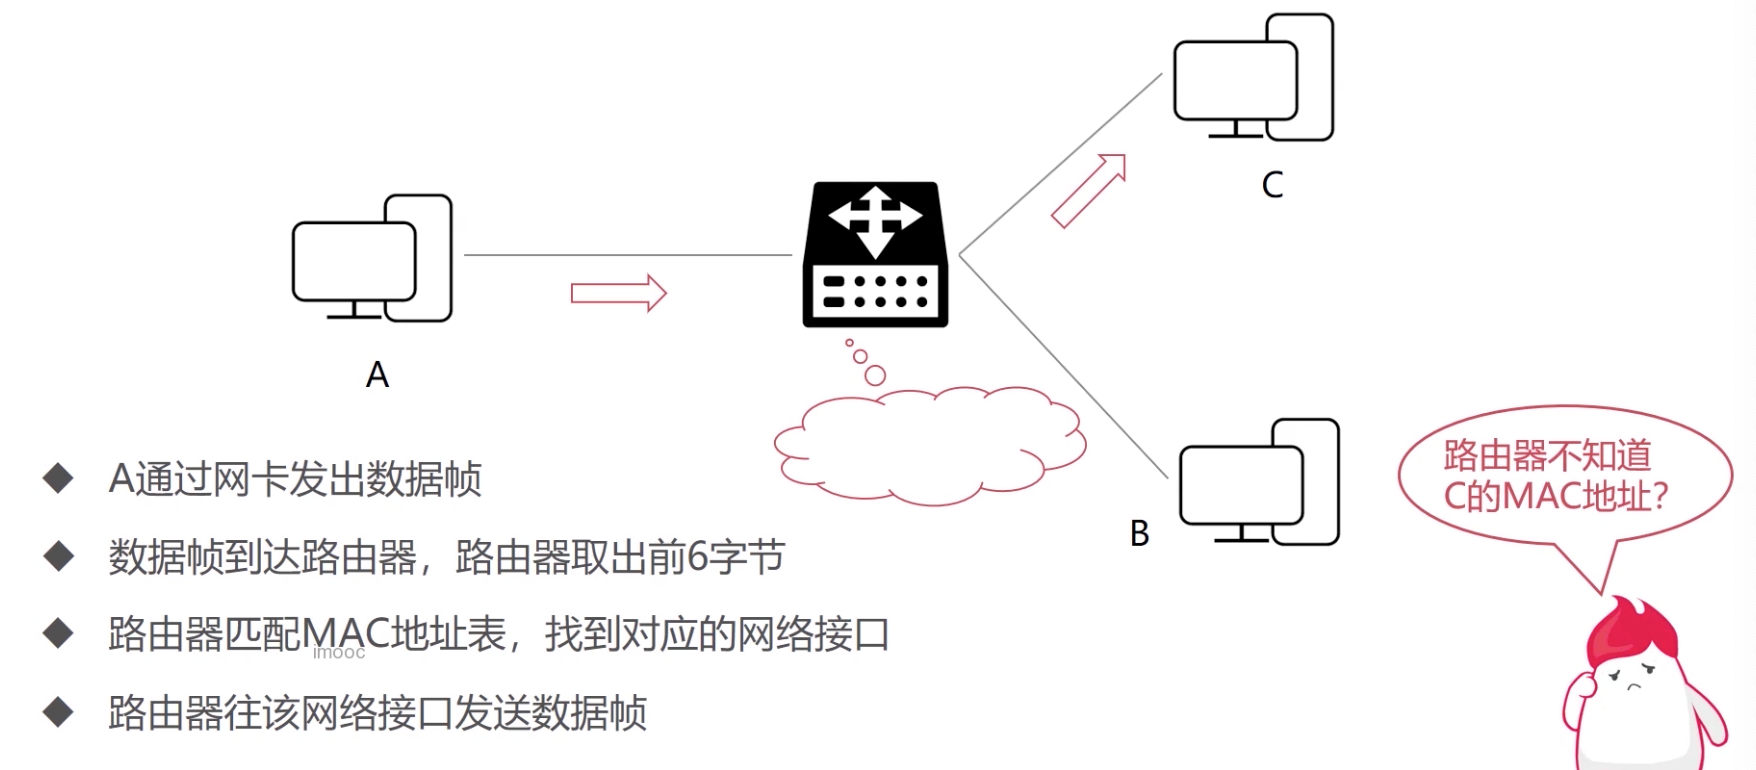 C
A
B
路由器不知道
C的MAC地址?
A通过网卡发出数据帧
数据帧到达路由器，路由器取出前6字节
路由器匹配MAC地址表，找到对应的网络接口
imooc
路由器往该网络接口发送数据帧